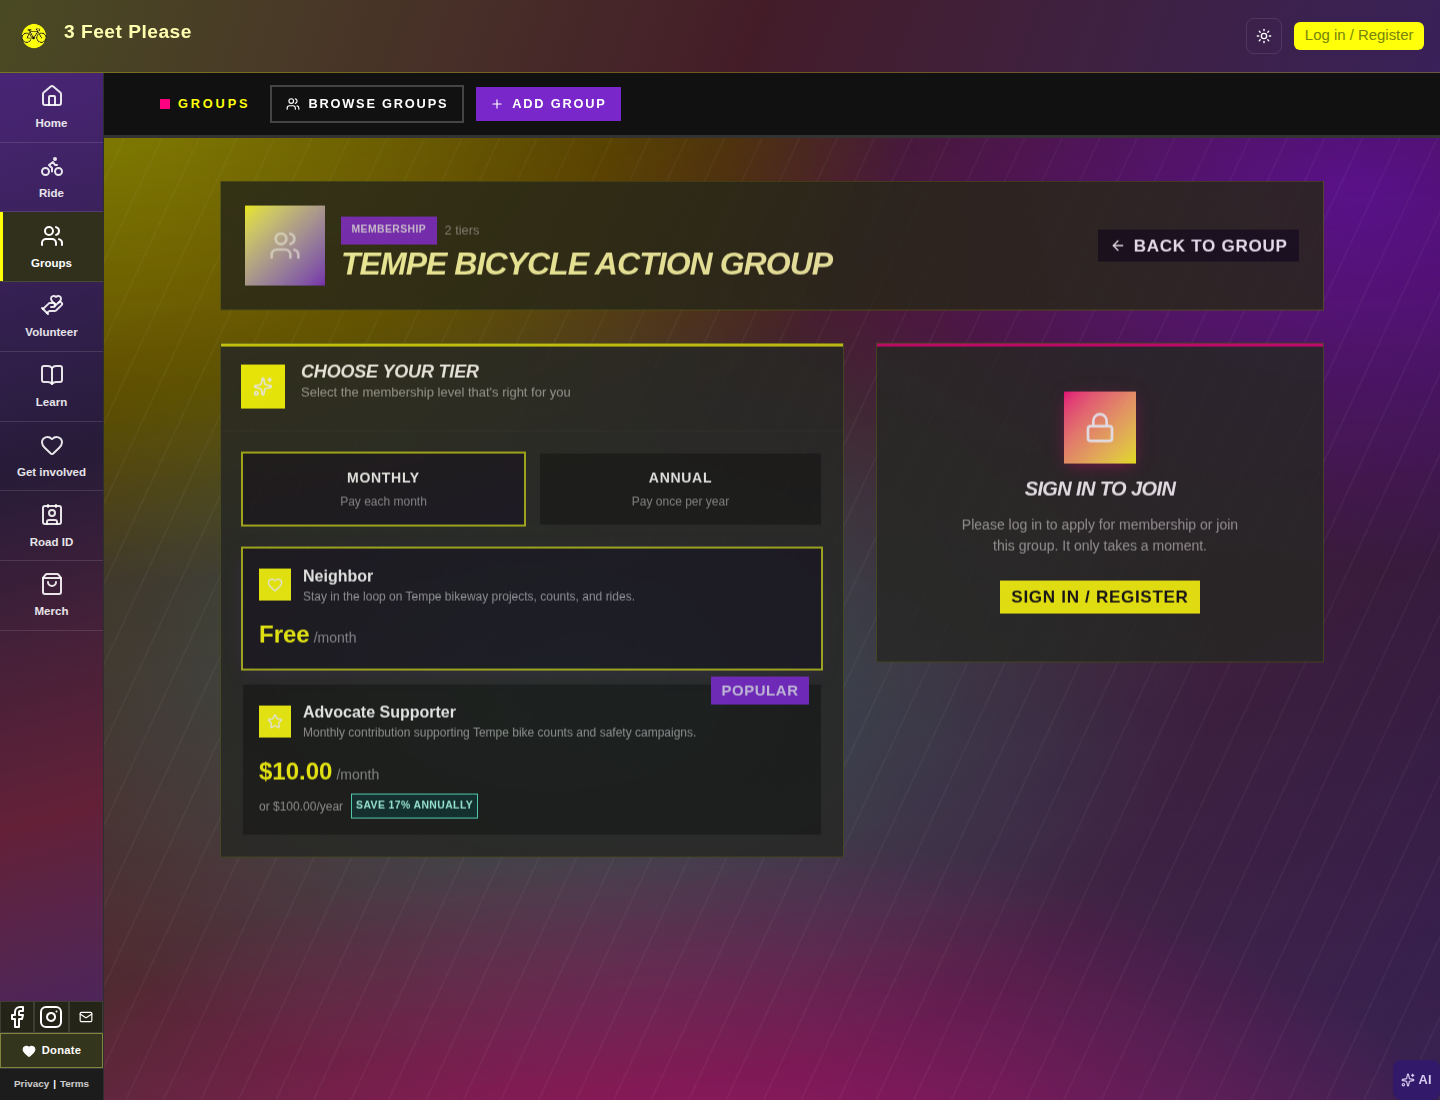 3 Feet Please
Log in / Register
Home
Ride
Groups
Volunteer
Learn
Get involved
Road ID
Merch
Donate
Privacy | Terms
GROUPS
BROWSE GROUPS
ADD GROUP
MEMBERSHIP
2 tiers
TEMPE BICYCLE ACTION GROUP
BACK TO GROUP
CHOOSE YOUR TIER
Select the membership level that's right for you
MONTHLY
Pay each month
ANNUAL
Pay once per year
Neighbor
Stay in the loop on Tempe bikeway projects, counts, and rides.
Free /month
POPULAR
Advocate Supporter
Monthly contribution supporting Tempe bike counts and safety campaigns.
$10.00 /month
or $100.00/year
SAVE 17% ANNUALLY
SIGN IN TO JOIN
Please log in to apply for membership or join
this group. It only takes a moment.
SIGN IN / REGISTER
AI